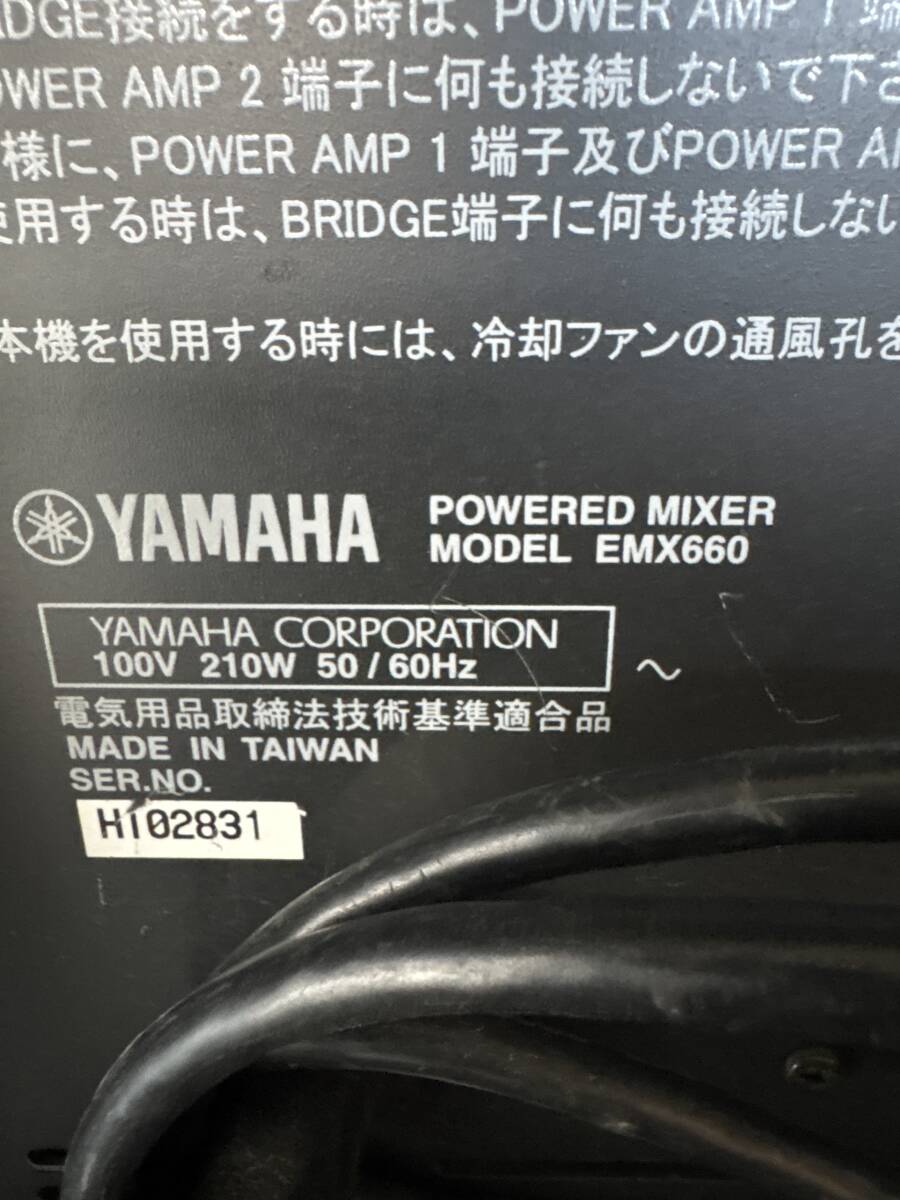 IDGE接続をする時は、POWER AMP 1 端
OWER AMP 2 端子に何も接続しないで下さ
様に、POWER AMP 1 端子及びPOWER A
使用する時は、BRIDGE端子に何も接続しない
本機を使用する時には、冷却ファンの通風孔を
YAMAHA POWERED MIXER
MODEL EMX660
YAMAHA CORPORATION
100V 210W 50 / 60Hz ~
電気用品取締法技術基準適合品
MADE IN TAIWAN
SER.NO.
HI02831